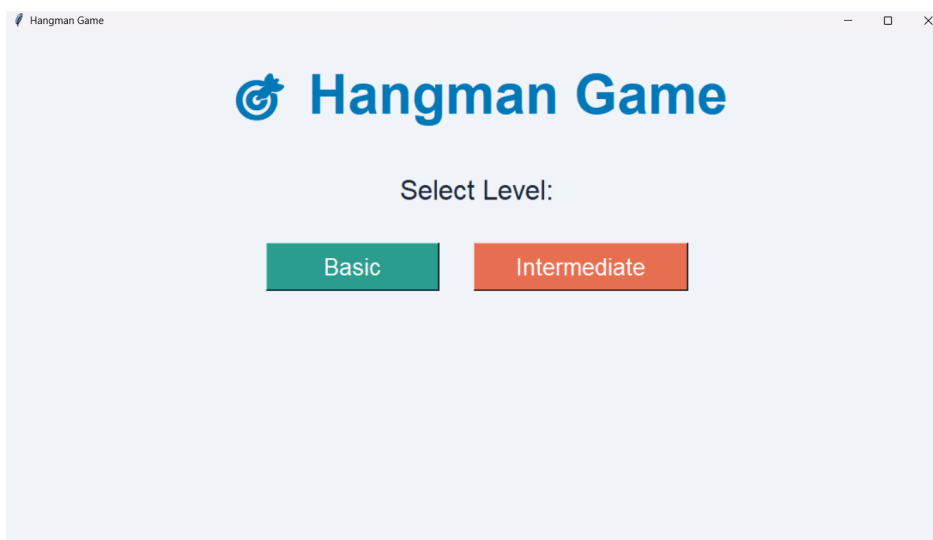 Hangman Game
🎯 Hangman Game
Select Level:
Basic Intermediate